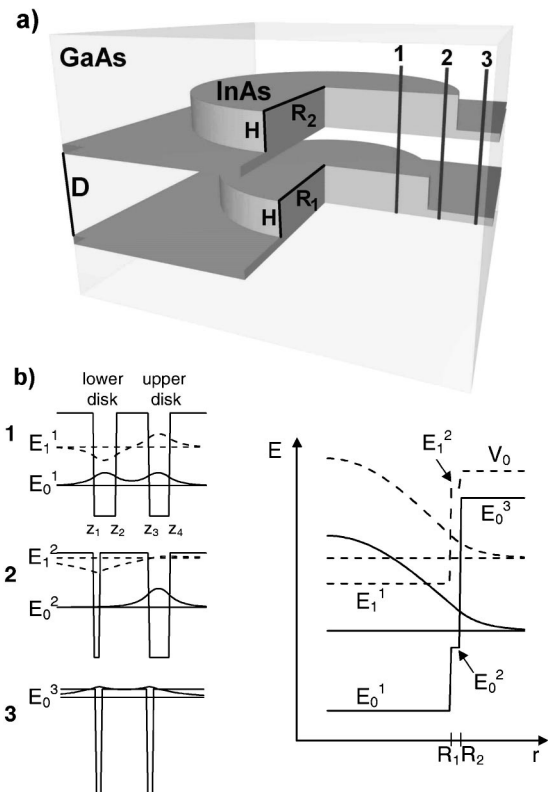 a)
GaAs
1
2
3
InAs
H
R2
D
H
R1
b)
lower disk
upper disk
1
E1^1
E0^1
z1 z2 z3 z4
2
E1^2
E0^2
3
E0^3
E
E1^2
V0
E0^3
E1^1
E0^2
E0^1
R1 R2
r